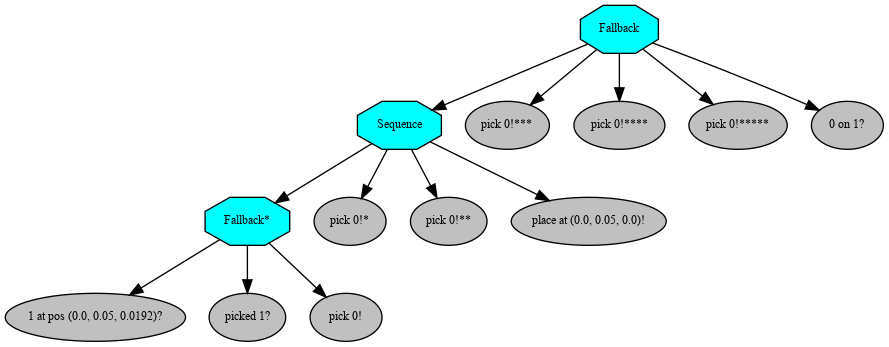 Fallback
Sequence
pick 0!***
pick 0!****
pick 0!*****
0 on 1?
Fallback*
pick 0!*
pick 0!**
place at (0.0, 0.05, 0.0)!
1 at pos (0.0, 0.05, 0.0192)?
picked 1?
pick 0!